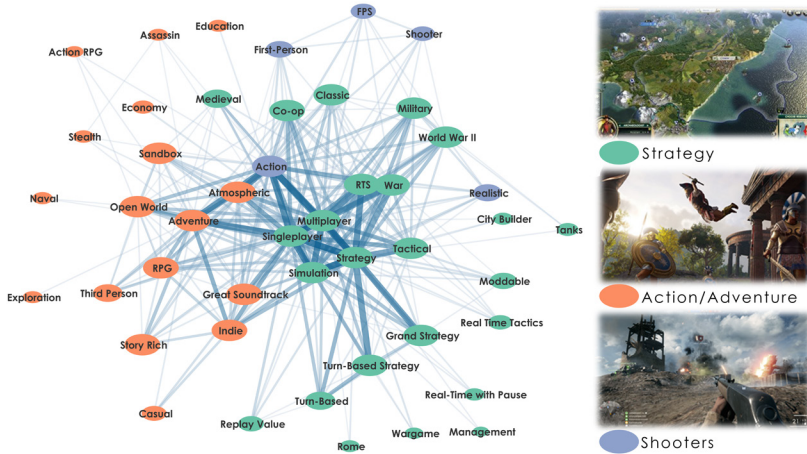 FPS
Education
Assassin
Shooter
Action RPG
First-Person
Medieval
Classic
Co-op
Military
Economy
World War II
Stealth
Sandbox
Action
Strategy
RTS
War
Atmospheric
Realistic
Naval
Open World
Adventure
Multiplayer
City Builder
Tanks
Singleplayer
Tactical
Strategy
RPG
Simulation
Moddable
Exploration
Third Person
Great Soundtrack
Action/Adventure
Real Time Tactics
Indie
Grand Strategy
Story Rich
Turn-Based Strategy
Real-Time with Pause
Turn-Based
Casual
Replay Value
Wargame
Management
Rome
Shooters